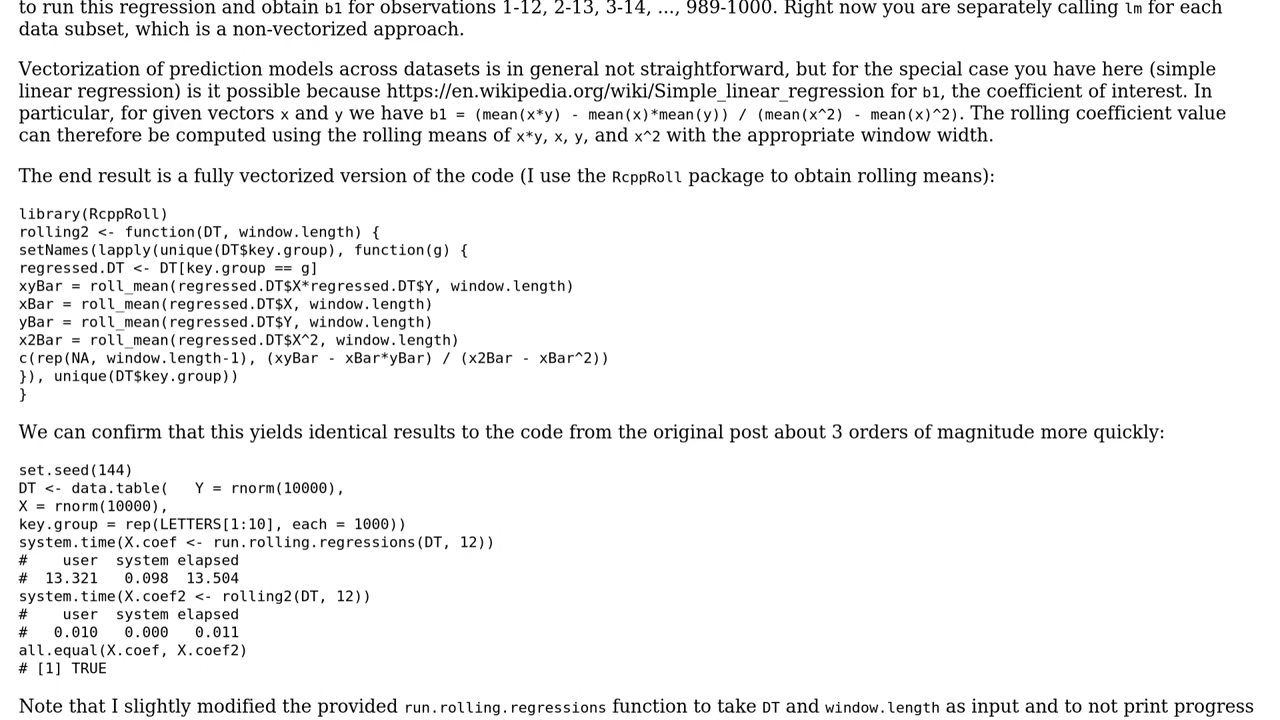 to run this regression and obtain b1 for observations 1-12, 2-13, 3-14, ..., 989-1000. Right now you are separately calling lm for each
data subset, which is a non-vectorized approach.
Vectorization of prediction models across datasets is in general not straightforward, but for the special case you have here (simple
linear regression) is it possible because https://en.wikipedia.org/wiki/Simple_linear_regression for b1, the coefficient of interest. In
particular, for given vectors x and y we have b1 = (mean(x*y) - mean(x)*mean(y)) / (mean(x^2) - mean(x)^2). The rolling coefficient value
can therefore be computed using the rolling means of x*y, x, y, and x^2 with the appropriate window width.
The end result is a fully vectorized version of the code (I use the RcppRoll package to obtain rolling means):
library(RcppRoll)
rolling2 <- function(DT, window.length) {
setNames(lapply(unique(DT$key.group), function(g) {
regressed.DT <- DT[key.group == g]
xyBar = roll_mean(regressed.DT$X*regressed.DT$Y, window.length)
xBar = roll_mean(regressed.DT$X, window.length)
yBar = roll_mean(regressed.DT$Y, window.length)
x2Bar = roll_mean(regressed.DT$X^2, window.length)
c(rep(NA, window.length-1), (xyBar - xBar*yBar) / (x2Bar - xBar^2))
}), unique(DT$key.group))
}
We can confirm that this yields identical results to the code from the original post about 3 orders of magnitude more quickly:
set.seed(144)
DT <- data.table(   Y = rnorm(10000),
X = rnorm(10000),
key.group = rep(LETTERS[1:10], each = 1000))
system.time(X.coef <- run.rolling.regressions(DT, 12))
#    user  system elapsed
#  13.321   0.098  13.504
system.time(X.coef2 <- rolling2(DT, 12))
#    user  system elapsed
#   0.010   0.000   0.011
all.equal(X.coef, X.coef2)
# [1] TRUE
Note that I slightly modified the provided run.rolling.regressions function to take DT and window.length as input and to not print progress